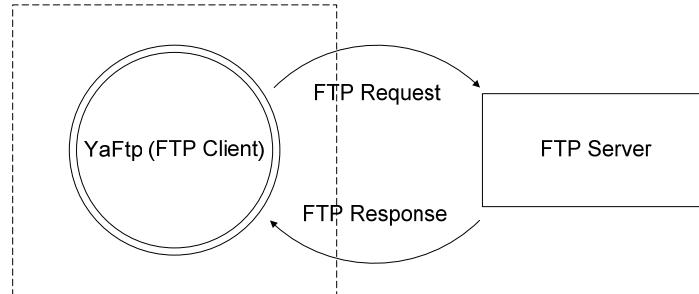 FTP Request
YaFtp (FTP Client)
FTP Server
FTP Response